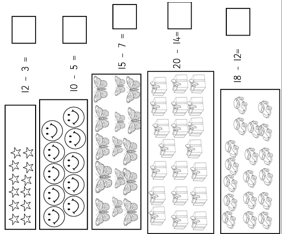 12 - 3 =
10 - 5 =
15 - 7 =
20 - 14=
18 - 12=